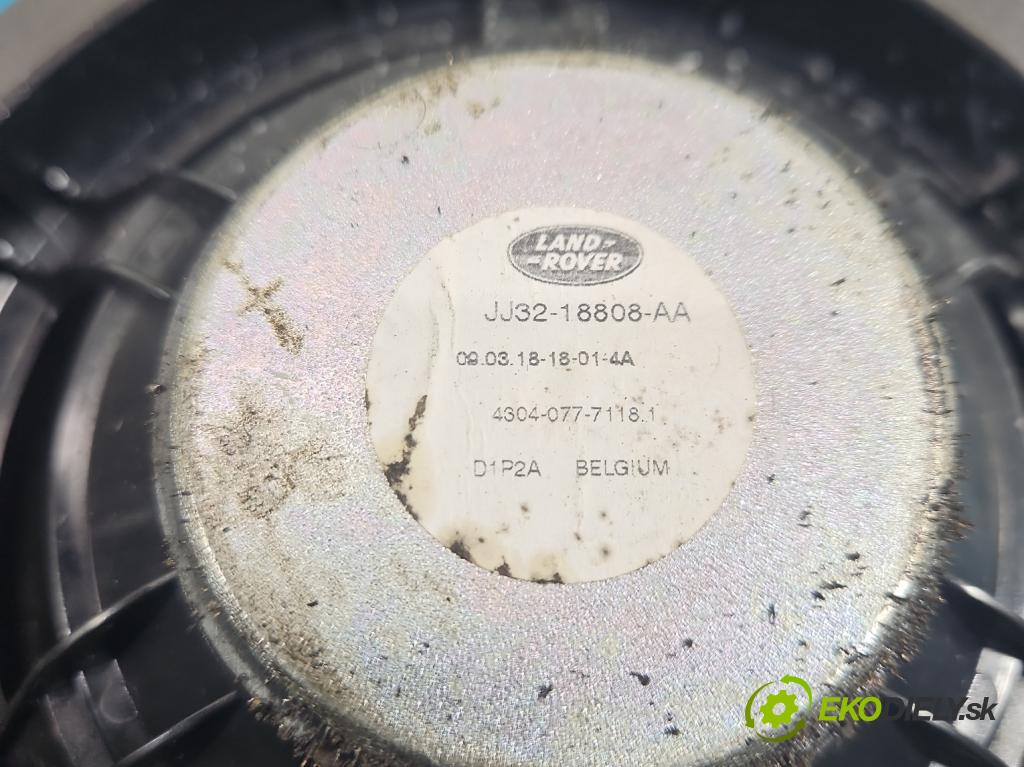 LAND-
-ROVER
JJ32-18808-AA
09.03.18-18-01-4A
4304-077-7118.1
D1P2A BELGIUM
EKODIELY.sk